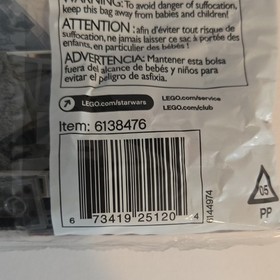 WARNING: To avoid danger of suffocation,
keep this bag away from babies and children!
ATTENTION : afin d'éviter tout risque de
suffocation, ne jamais laisser ce sac à portée des
enfants, en particulier des bébés !
ADVERTENCIA: Mantener esta bolsa
fuera del alcance de bebés y niños para
evitar el peligro de asfixia.
LEGO.com/starwars
LEGO.com/service
LEGO.com/club
Item: 6138476
6 73419 25120 4
6144974
05
PP